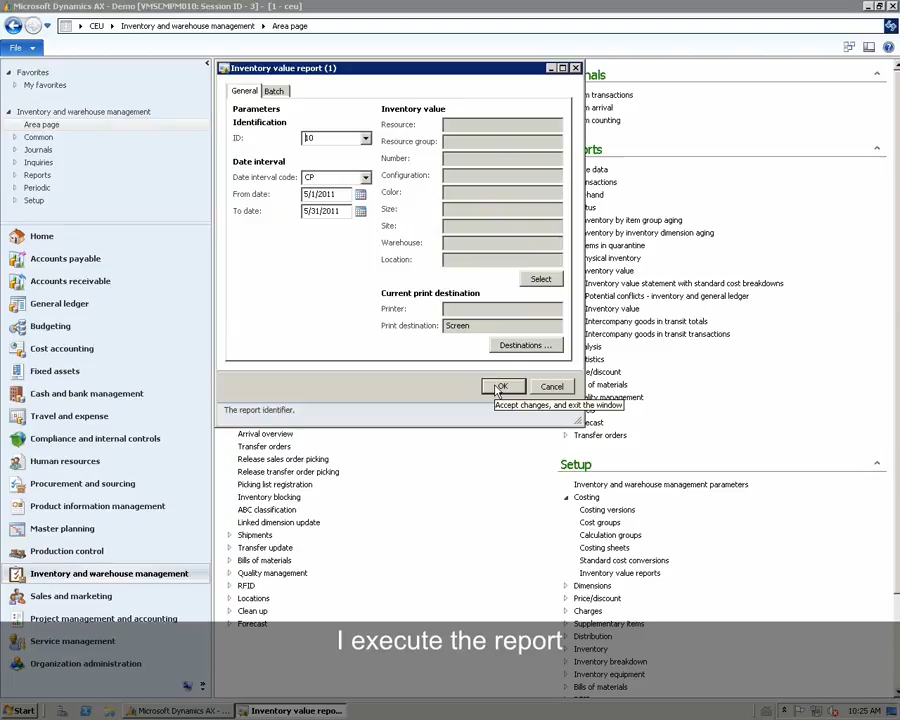 Microsoft Dynamics AX - Demo [VMSCMPM010: Session ID - 3] - [1 - ceu]
CEU
Inventory and warehouse management
Area page
File
Favorites
My favorites
Inventory and warehouse management
Area page
Common
Journals
Inquiries
Reports
Periodic
Setup
Home
Accounts payable
Accounts receivable
General ledger
Budgeting
Cost accounting
Fixed assets
Cash and bank management
Travel and expense
Compliance and internal controls
Human resources
Procurement and sourcing
Product information management
Master planning
Production control
Inventory and warehouse management
Sales and marketing
Project management and accounting
Service management
Organization administration
Inventory value report (1)
General
Batch
Parameters
Identification
ID:
Date interval
Date interval code:
CP
From date:
5/1/2011
To date:
5/31/2011
Inventory value
Resource:
Resource group:
Number:
Configuration:
Color:
Size:
Site:
Warehouse:
Location:
Select
Current print destination
Printer:
Print destination:
Screen
Destinations ...
OK
Cancel
Accept changes, and exit the window
The report identifier.
Arrival overview
Transfer orders
Release sales order picking
Release transfer order picking
Picking list registration
Inventory blocking
ABC classification
Linked dimension update
Shipments
Transfer update
Bills of materials
Quality management
RFID
Locations
Clean up
Forecast
nals
m transactions
m arrival
m counting
rts
e data
nsactions
-hand
tus
ventory by item group aging
ventory by inventory dimension aging
ems in quarantine
hysical inventory
ventory value
ventory value statement with standard cost breakdowns
Potential conflicts - inventory and general ledger
Inventory value
Intercompany goods in transit totals
Intercompany goods in transit transactions
alysis
tistics
e/discount
of materials
ality management
ecast
Transfer orders
Setup
Inventory and warehouse management parameters
Costing
Costing versions
Cost groups
Calculation groups
Costing sheets
Standard cost conversions
Inventory value reports
Dimensions
Price/discount
Charges
Supplementary items
Distribution
Inventory
Inventory breakdown
Inventory equipment
Bills of materials
I execute the report
Start
Microsoft Dynamics AX - ...
Inventory value repo...
10:25 AM